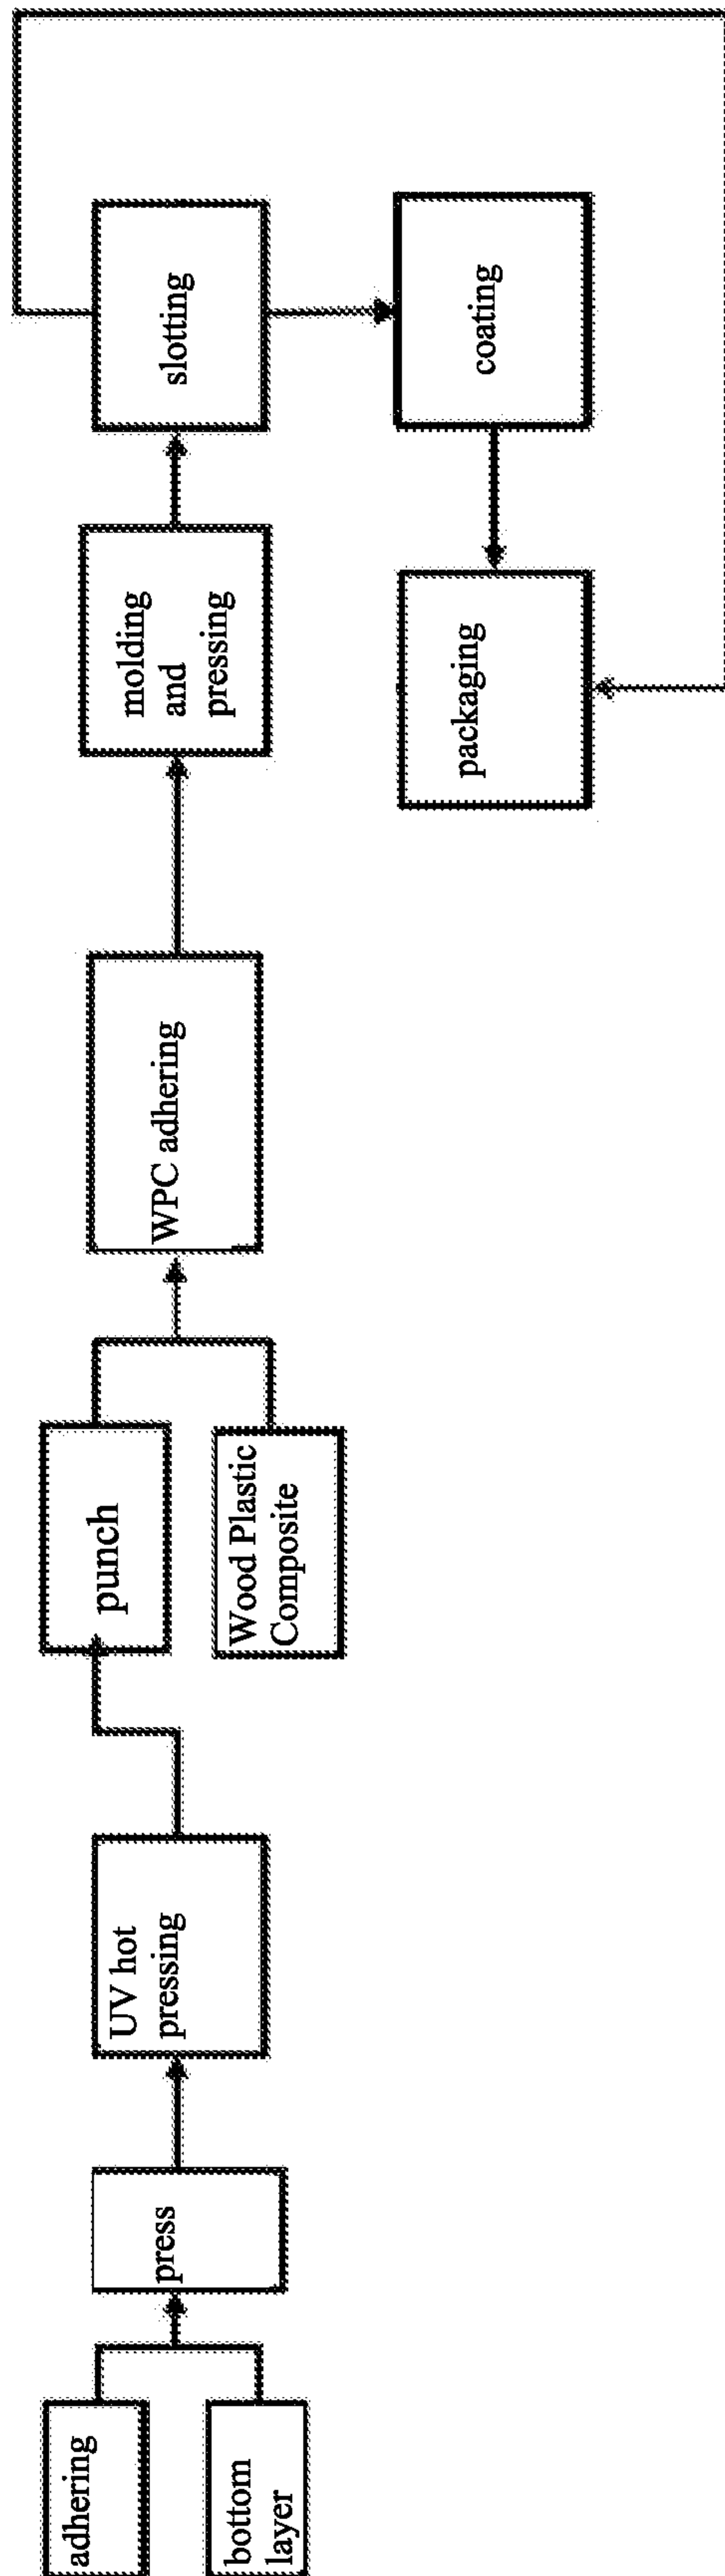 adhering
bottom
layer
press
UV hot
pressing
punch
Wood Plastic
Composite
WPC adhering
molding
and
pressing
slotting
coating
packaging